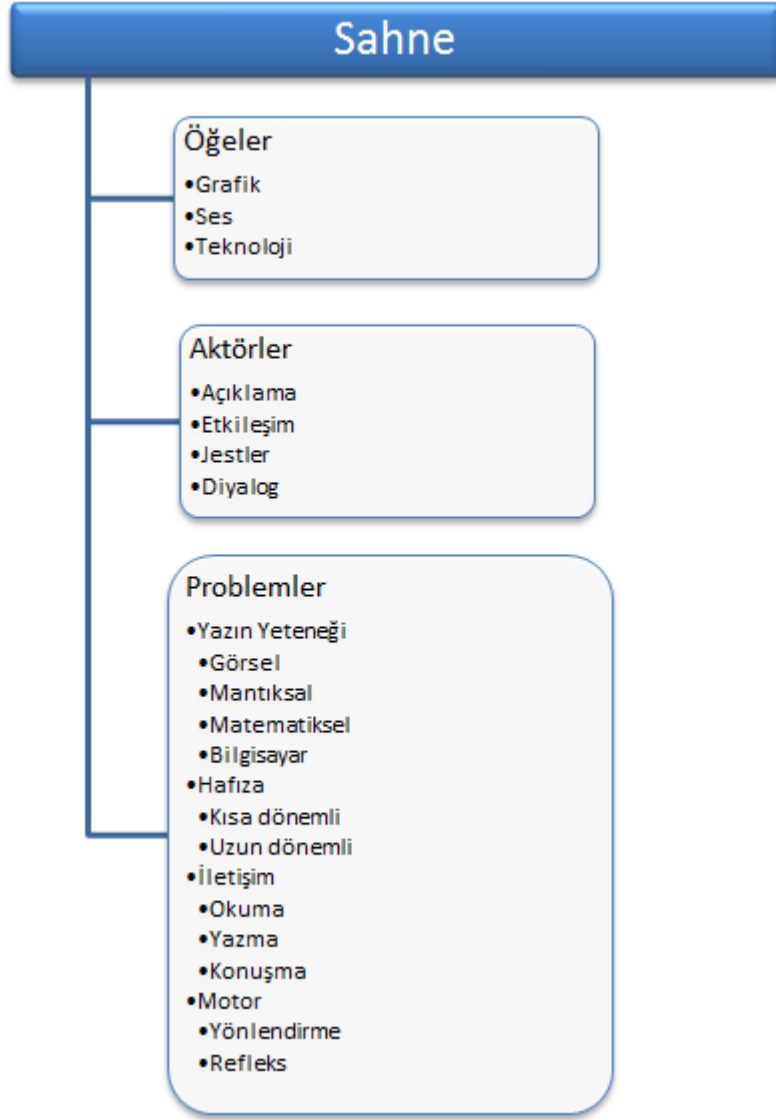 Sahne
Öğeler
•Grafik
•Ses
•Teknoloji
Aktörler
•Açıklama
•Etkileşim
•Jestler
•Diyalog
Problemler
•Yazın Yeteneği
•Görsel
•Mantıksal
•Matematiksel
•Bilgisayar
•Hafıza
•Kısa dönemli
•Uzun dönemli
•İletişim
•Okuma
•Yazma
•Konuşma
•Motor
•Yönlendirme
•Refleks